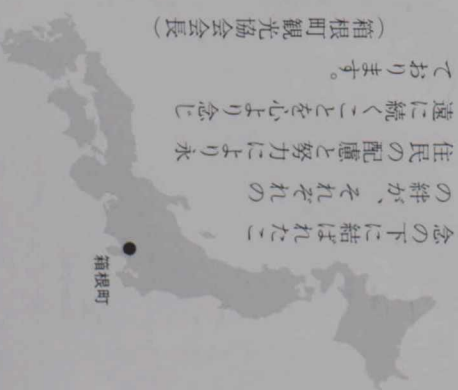 念の下に結ばれたこ
の絆が、それぞれの
住民の配慮と努力により永
遠に続くことを心より念じ
ております。
（箱根町観光協会会長）
箱根町